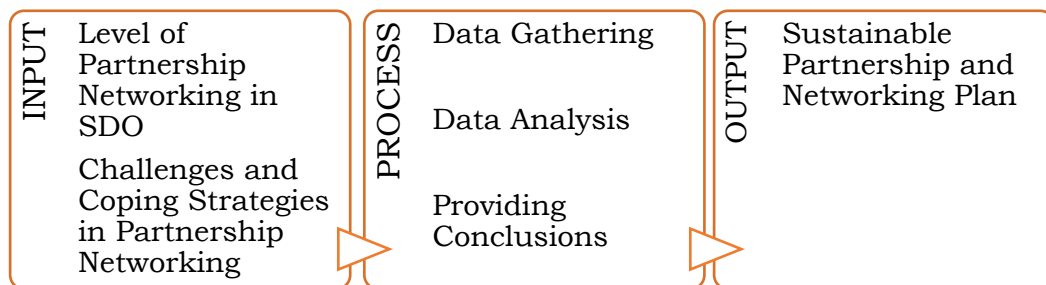 INPUT
Level of
Partnership
Networking in
SDO
Challenges and
Coping Strategies
in Partnership
Networking
PROCESS
Data Gathering
Data Analysis
Providing
Conclusions
OUTPUT
Sustainable
Partnership and
Networking Plan